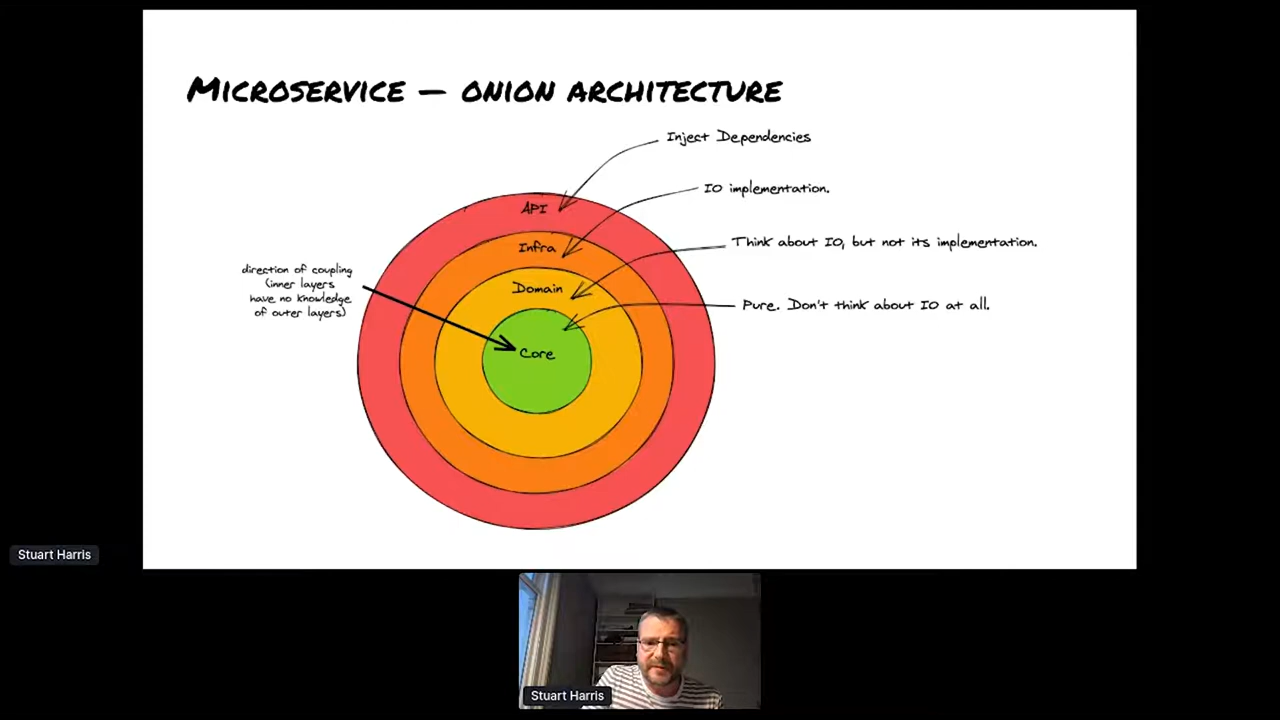 Microservice — onion architecture
Inject Dependencies
IO implementation.
Think about IO, but not its implementation.
Pure. Don't think about IO at all.
direction of coupling
(inner layers
have no knowledge
of outer layers)
API
Infra
Domain
Core
Stuart Harris
Stuart Harris